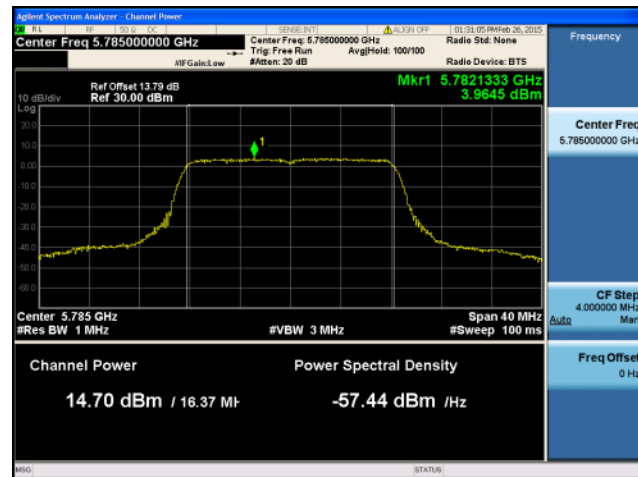 Agilent Spectrum Analyzer - Channel Power
RL RF 50 Ω DC SENSE:INT ALIGN OFF 01:31:05 PM Feb 26, 2015
Center Freq 5.785000000 GHz Center Freq: 5.785000000 GHz Radio Std: None Frequency
Trig: Free Run Avg|Hold: 100/100
#IFGain:Low #Atten: 20 dB Radio Device: BTS
Ref Offset 13.79 dB Mkr1 5.7821333 GHz
10 dB/div Ref 30.00 dBm 3.9645 dBm
Log
20.0
10.0
0.00
-10.0
-20.0
-30.0
-40.0
-50.0
-60.0
1
Center Freq
5.785000000 GHz
Center 5.785 GHz Span 40 MHz
#Res BW 1 MHz #VBW 3 MHz #Sweep 100 ms
CF Step
4.000000 MHz
Auto Man
Channel Power Power Spectral Density
14.70 dBm / 16.37 MH -57.44 dBm /Hz
Freq Offset
0 Hz
MSG STATUS